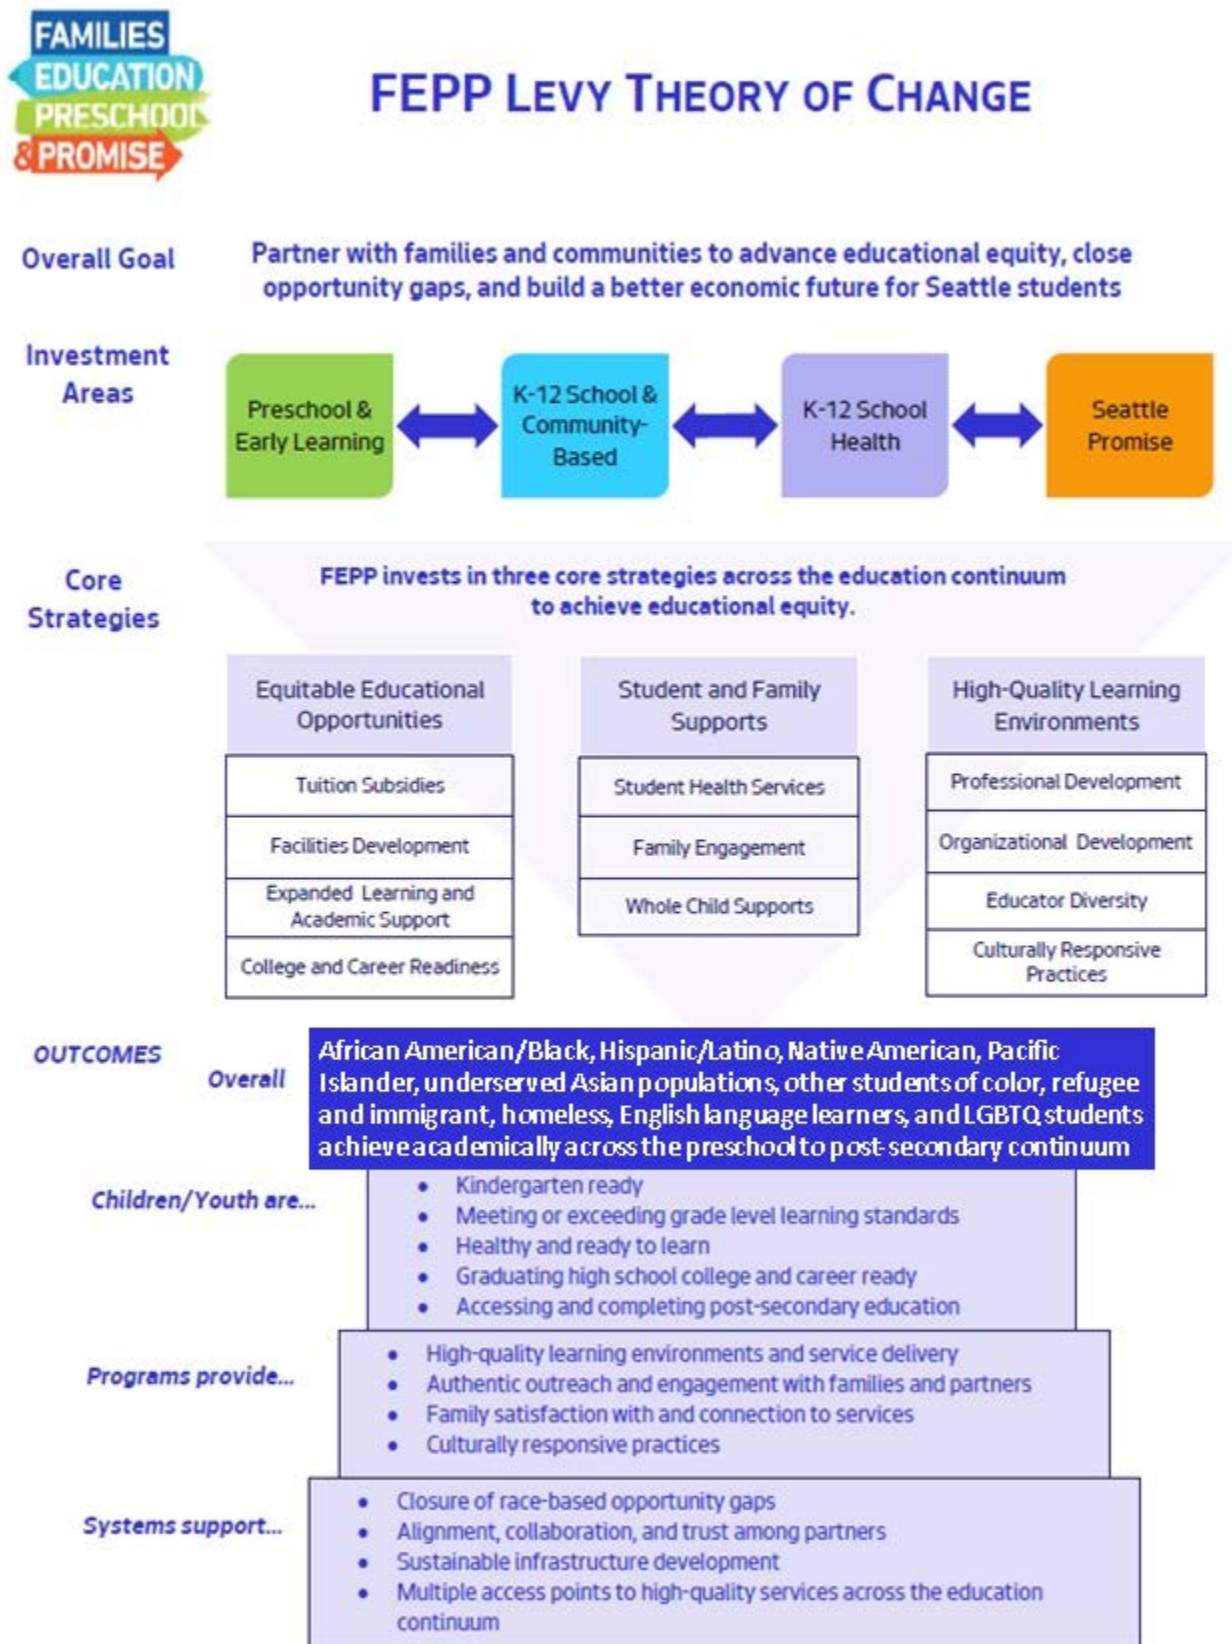 FAMILIES
EDUCATION
PRESCHOOL
& PROMISE
FEPP LEVY THEORY OF CHANGE
Overall Goal
Partner with families and communities to advance educational equity, close
opportunity gaps, and build a better economic future for Seattle students
Investment
Areas
Preschool &
Early Learning
K-12 School &
Community-
Based
K-12 School
Health
Seattle
Promise
Core
Strategies
FEPP invests in three core strategies across the education continuum
to achieve educational equity.
Equitable Educational
Opportunities
Tuition Subsidies
Facilities Development
Expanded Learning and
Academic Support
College and Career Readiness
Student and Family
Supports
Student Health Services
Family Engagement
Whole Child Supports
High-Quality Learning
Environments
Professional Development
Organizational Development
Educator Diversity
Culturally Responsive
Practices
OUTCOMES
Overall
African American/Black, Hispanic/Latino, Native American, Pacific
Islander, underserved Asian populations, other students of color, refugee
and immigrant, homeless, English language learners, and LGBTQ students
achieve academically across the preschool to post-secondary continuum
Children/Youth are...
• Kindergarten ready
• Meeting or exceeding grade level learning standards
• Healthy and ready to learn
• Graduating high school college and career ready
• Accessing and completing post-secondary education
Programs provide...
• High-quality learning environments and service delivery
• Authentic outreach and engagement with families and partners
• Family satisfaction with and connection to services
• Culturally responsive practices
Systems support...
• Closure of race-based opportunity gaps
• Alignment, collaboration, and trust among partners
• Sustainable infrastructure development
• Multiple access points to high-quality services across the education
continuum